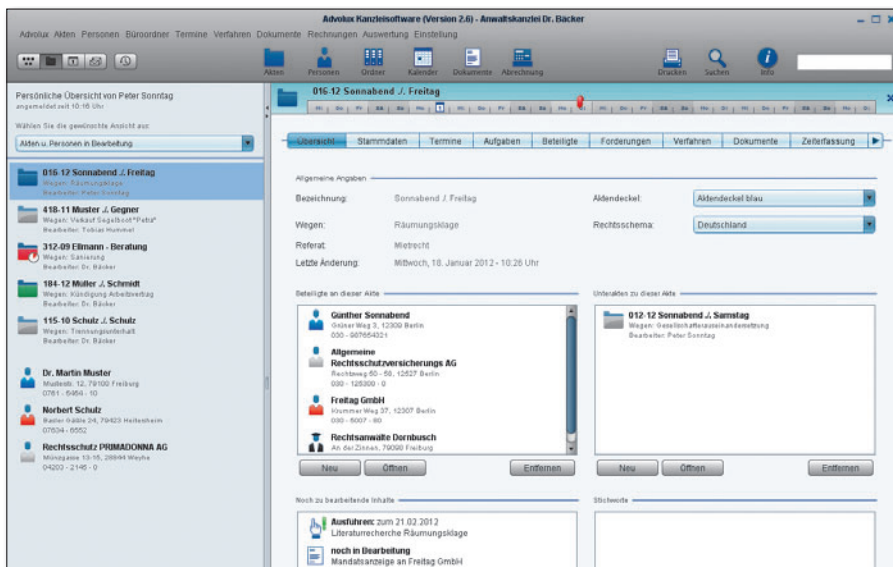 Advolux Kanzleisoftware (Version 2.6) - Anwaltskanzlei Dr. Bäcker
Advolux Akten Personen Büroordner Termine Verfahren Dokumente Rechnungen Auswertung Einstellung
Akten Personen Ordner Kalender Dokumente Abrechnung Drucken Suchen Info
Persönliche Übersicht von Peter Sonntag
angemeldet seit 10:16 Uhr
Wählen Sie die gewünschte Ansicht aus:
Akten u. Personen in Bearbeitung
016-12 Sonnabend ./. Freitag
Wegen: Räumungsklage
Bearbeiter: Peter Sonntag
418-11 Muster ./. Gegner
Wegen: Verkauf Segelboot "Petra"
Bearbeiter: Tobias Hummel
312-09 Ellmann - Beratung
Wegen: Sanierung
Bearbeiter: Dr. Bäcker
184-12 Müller ./. Schmidt
Wegen: Kündigung Arbeitsvertrag
Bearbeiter: Dr. Bäcker
115-10 Schulz ./. Schulz
Wegen: Trennungsunterhalt
Bearbeiter: Dr. Bäcker
Dr. Martin Muster
Musterstr. 12, 79100 Freiburg
0761 - 6464 - 10
Norbert Schulz
Basler Gäßle 24, 79423 Heitersheim
07634 - 6552
Rechtsschutz PRIMADONNA AG
Münzgasse 13-15, 28844 Weyhe
04203 - 2146 - 0
016-12 Sonnabend ./. Freitag
Übersicht Stammdaten Termine Aufgaben Beteiligte Forderungen Verfahren Dokumente Zeiterfassung
Allgemeine Angaben
Bezeichnung: Sonnabend ./. Freitag Aktendeckel: Aktendeckel blau
Wegen: Räumungsklage Rechtsschema: Deutschland
Referat: Mietrecht
Letzte Änderung: Mittwoch, 18. Januar 2012 - 10:26 Uhr
Beteiligte an dieser Akte
Günther Sonnabend
Grüner Weg 3, 12309 Berlin
030 - 987654321
Allgemeine
Rechtsschutzversicherungs AG
Rechtsweg 50 - 58, 12527 Berlin
030 - 125300 - 0
Freitag GmbH
Krummer Weg 37, 12307 Berlin
030 - 5007 - 80
Rechtsanwälte Dornbusch
An der Zinnen, 79090 Freiburg
Neu Öffnen Entfernen
Unterakten zu dieser Akte
012-12 Sonnabend ./. Samstag
Wegen: Gesellschafterauseinandersetzung
Bearbeiter: Peter Sonntag
Neu Öffnen Entfernen
Noch zu bearbeitende Inhalte
Ausführen: zum 21.02.2012
Literaturrecherche Räumungsklage
noch in Bearbeitung
Mandatsanzeige an Freitag GmbH
Stichworte